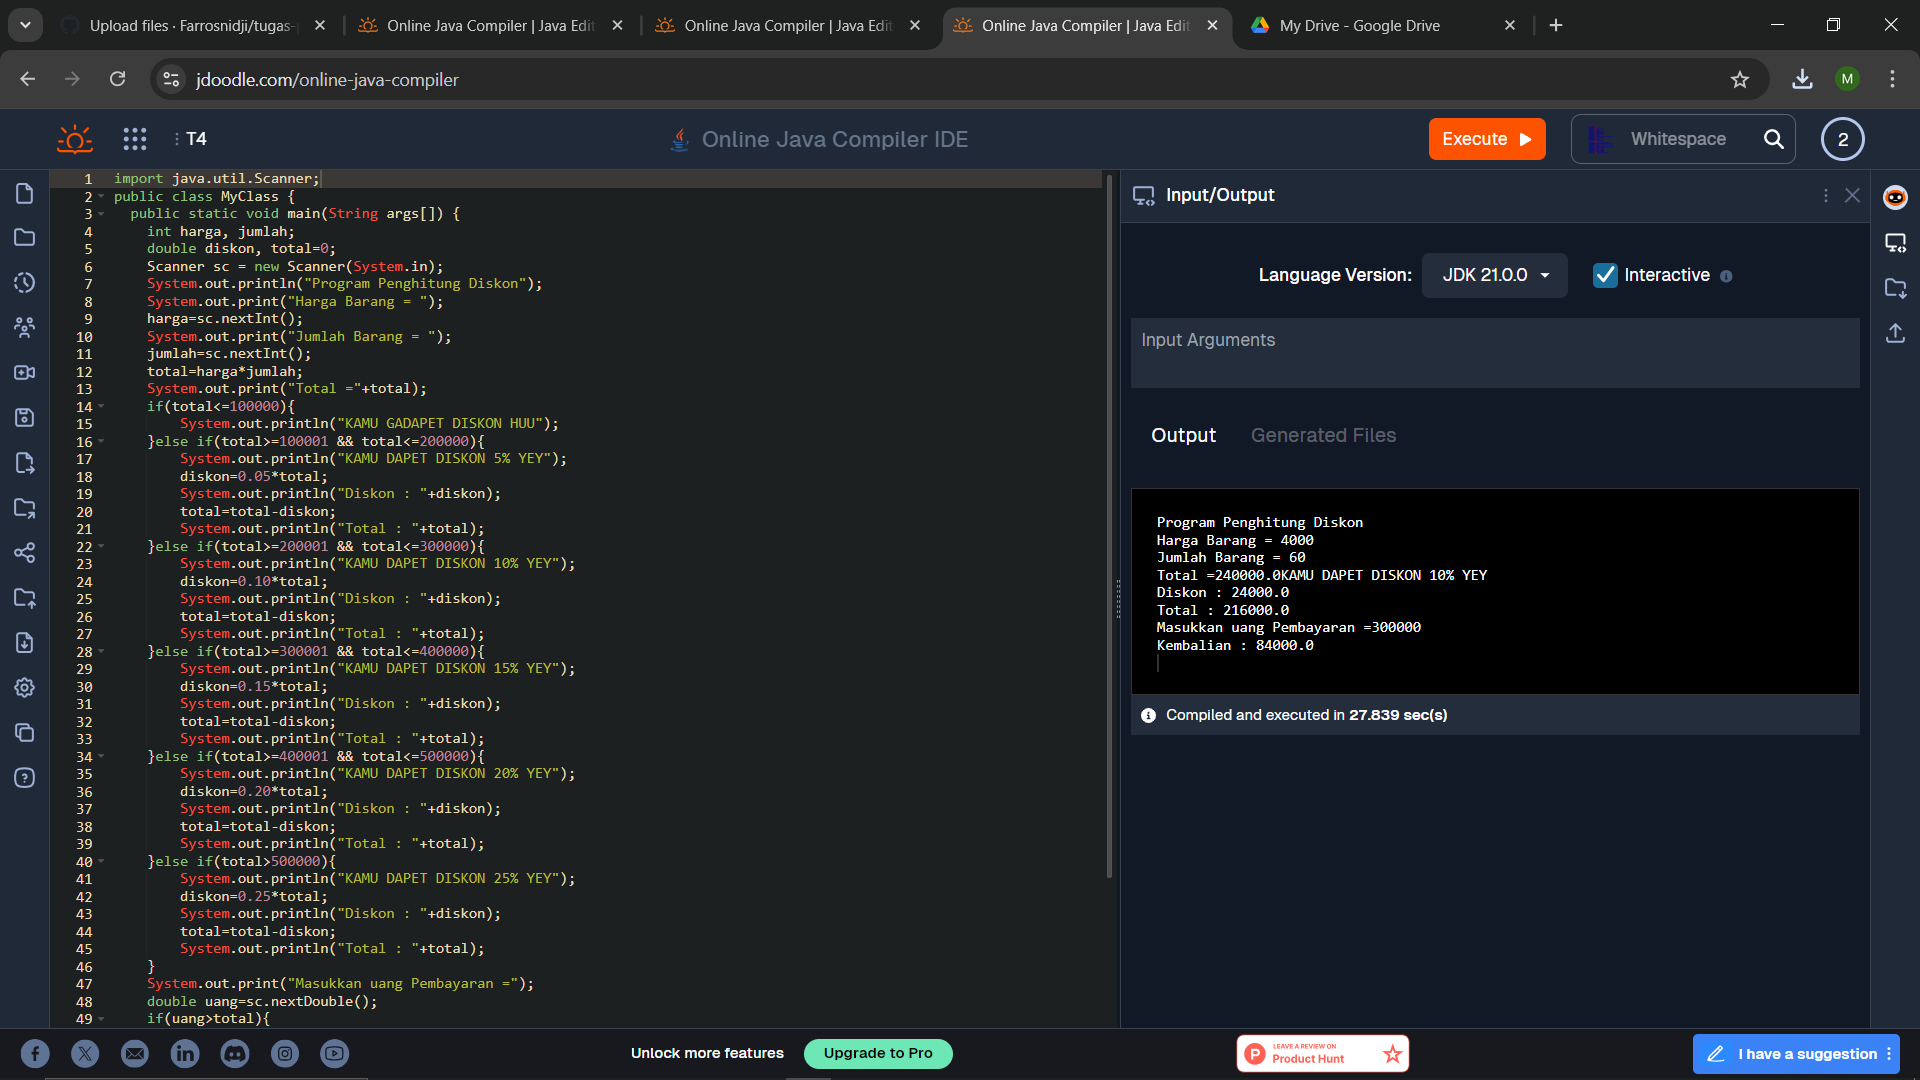 Upload files · Farrosnidji/tugas-
Online Java Compiler | Java Edit
Online Java Compiler | Java Edit
Online Java Compiler | Java Edit
My Drive - Google Drive
jdoodle.com/online-java-compiler
M
T4
Online Java Compiler IDE
Execute
Whitespace
2
1 import java.util.Scanner;
2 public class MyClass {
3 public static void main(String args[]) {
4 int harga, jumlah;
5 double diskon, total=0;
6 Scanner sc = new Scanner(System.in);
7 System.out.println("Program Penghitung Diskon");
8 System.out.print("Harga Barang = ");
9 harga=sc.nextInt();
10 System.out.print("Jumlah Barang = ");
11 jumlah=sc.nextInt();
12 total=harga*jumlah;
13 System.out.print("Total ="+total);
14 if(total<=100000){
15 System.out.println("KAMU GADAPET DISKON HUU");
16 }else if(total>=100001 && total<=200000){
17 System.out.println("KAMU DAPET DISKON 5% YEY");
18 diskon=0.05*total;
19 System.out.println("Diskon : "+diskon);
20 total=total-diskon;
21 System.out.println("Total : "+total);
22 }else if(total>=200001 && total<=300000){
23 System.out.println("KAMU DAPET DISKON 10% YEY");
24 diskon=0.10*total;
25 System.out.println("Diskon : "+diskon);
26 total=total-diskon;
27 System.out.println("Total : "+total);
28 }else if(total>=300001 && total<=400000){
29 System.out.println("KAMU DAPET DISKON 15% YEY");
30 diskon=0.15*total;
31 System.out.println("Diskon : "+diskon);
32 total=total-diskon;
33 System.out.println("Total : "+total);
34 }else if(total>=400001 && total<=500000){
35 System.out.println("KAMU DAPET DISKON 20% YEY");
36 diskon=0.20*total;
37 System.out.println("Diskon : "+diskon);
38 total=total-diskon;
39 System.out.println("Total : "+total);
40 }else if(total>500000){
41 System.out.println("KAMU DAPET DISKON 25% YEY");
42 diskon=0.25*total;
43 System.out.println("Diskon : "+diskon);
44 total=total-diskon;
45 System.out.println("Total : "+total);
46 }
47 System.out.print("Masukkan uang Pembayaran =");
48 double uang=sc.nextDouble();
49 if(uang>total){
Input/Output
Language Version:
JDK 21.0.0
Interactive
Input Arguments
Output
Generated Files
Program Penghitung Diskon
Harga Barang = 4000
Jumlah Barang = 60
Total =240000.0KAMU DAPET DISKON 10% YEY
Diskon : 24000.0
Total : 216000.0
Masukkan uang Pembayaran =300000
Kembalian : 84000.0
Compiled and executed in 27.839 sec(s)
Unlock more features
Upgrade to Pro
P
LEAVE A REVIEW ON
Product Hunt
I have a suggestion